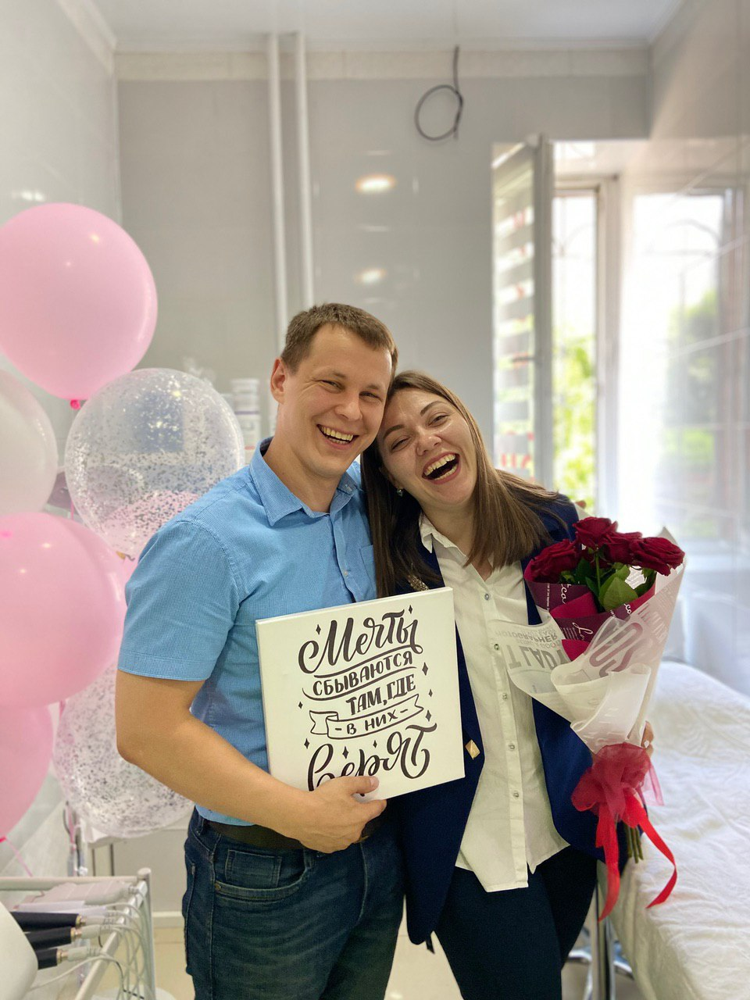 Мечты
сбываются
там, где
- в них -
верят